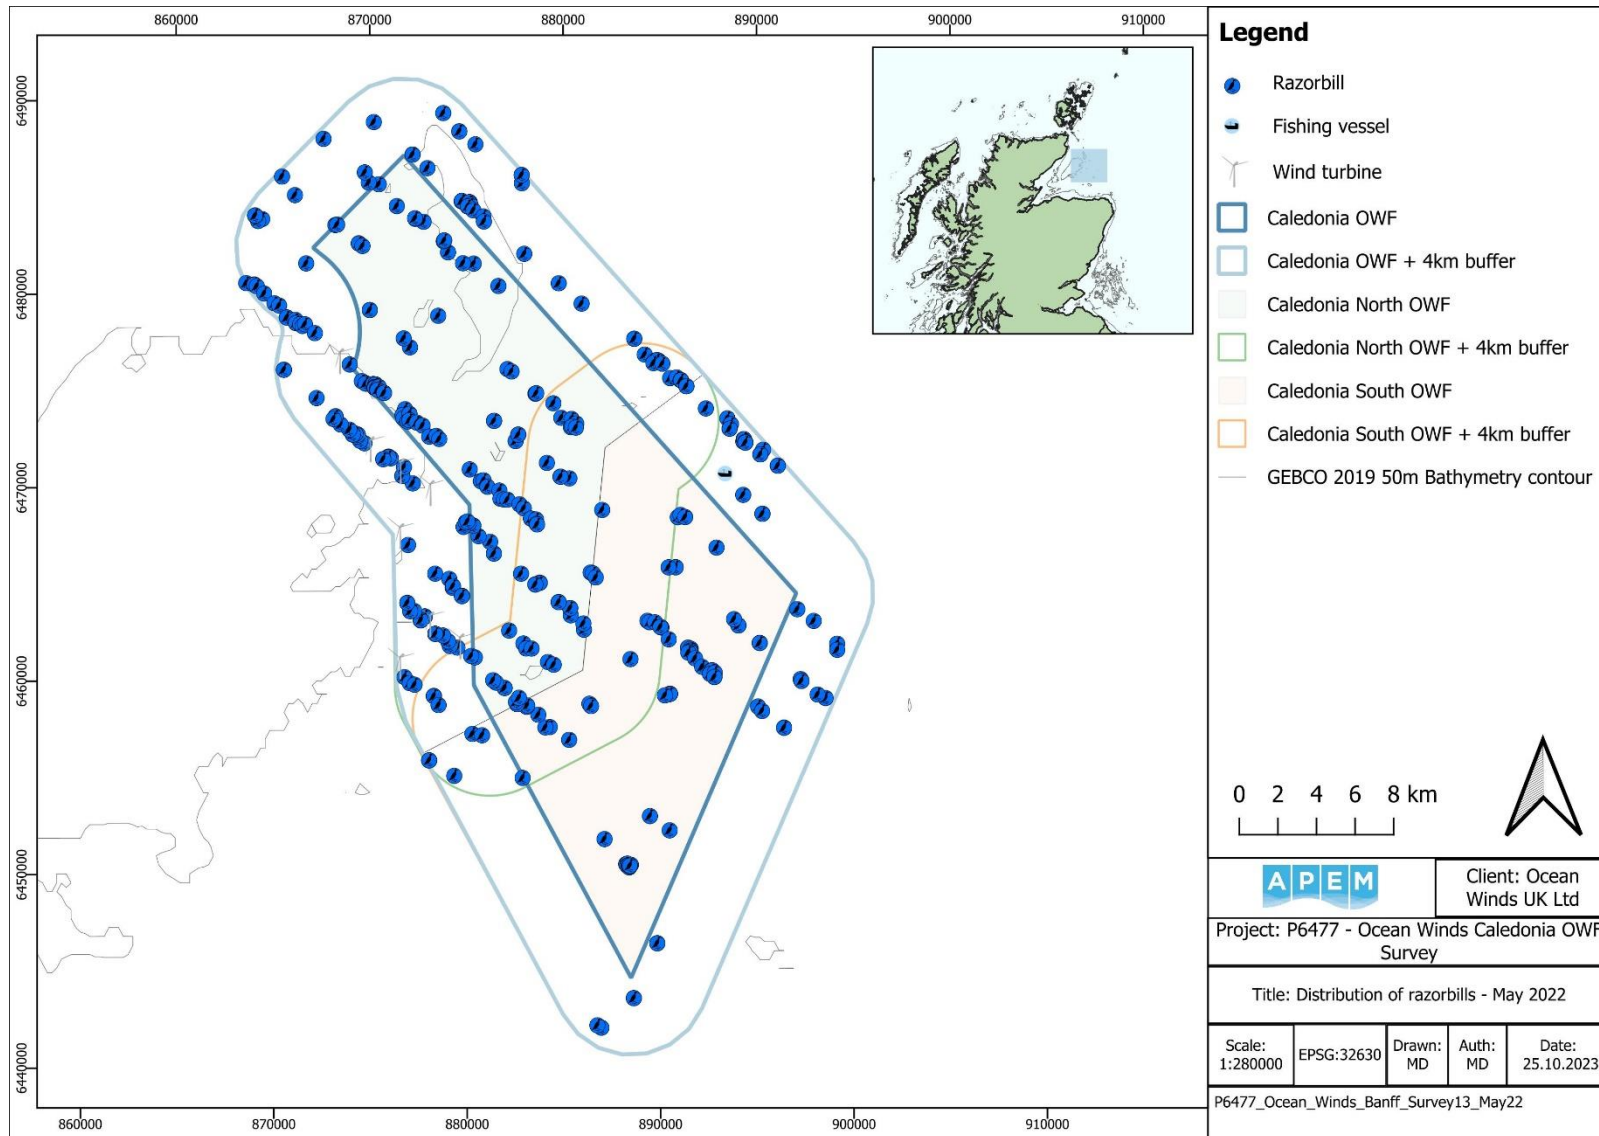 860000 870000 880000 890000 900000 910000
6490000
6480000
6470000
6460000
6450000
6440000
860000 870000 880000 890000 900000 910000
Legend
Razorbill
Fishing vessel
Wind turbine
Caledonia OWF
Caledonia OWF + 4km buffer
Caledonia North OWF
Caledonia North OWF + 4km buffer
Caledonia South OWF
Caledonia South OWF + 4km buffer
GEBCO 2019 50m Bathymetry contour
0 2 4 6 8 km
APEM
Client: Ocean
Winds UK Ltd
Project: P6477 - Ocean Winds Caledonia OWF
Survey
Title: Distribution of razorbills - May 2022
Scale:
1:280000
EPSG:32630
Drawn:
MD
Auth:
MD
Date:
25.10.2023
P6477_Ocean_Winds_Banff_Survey13_May22